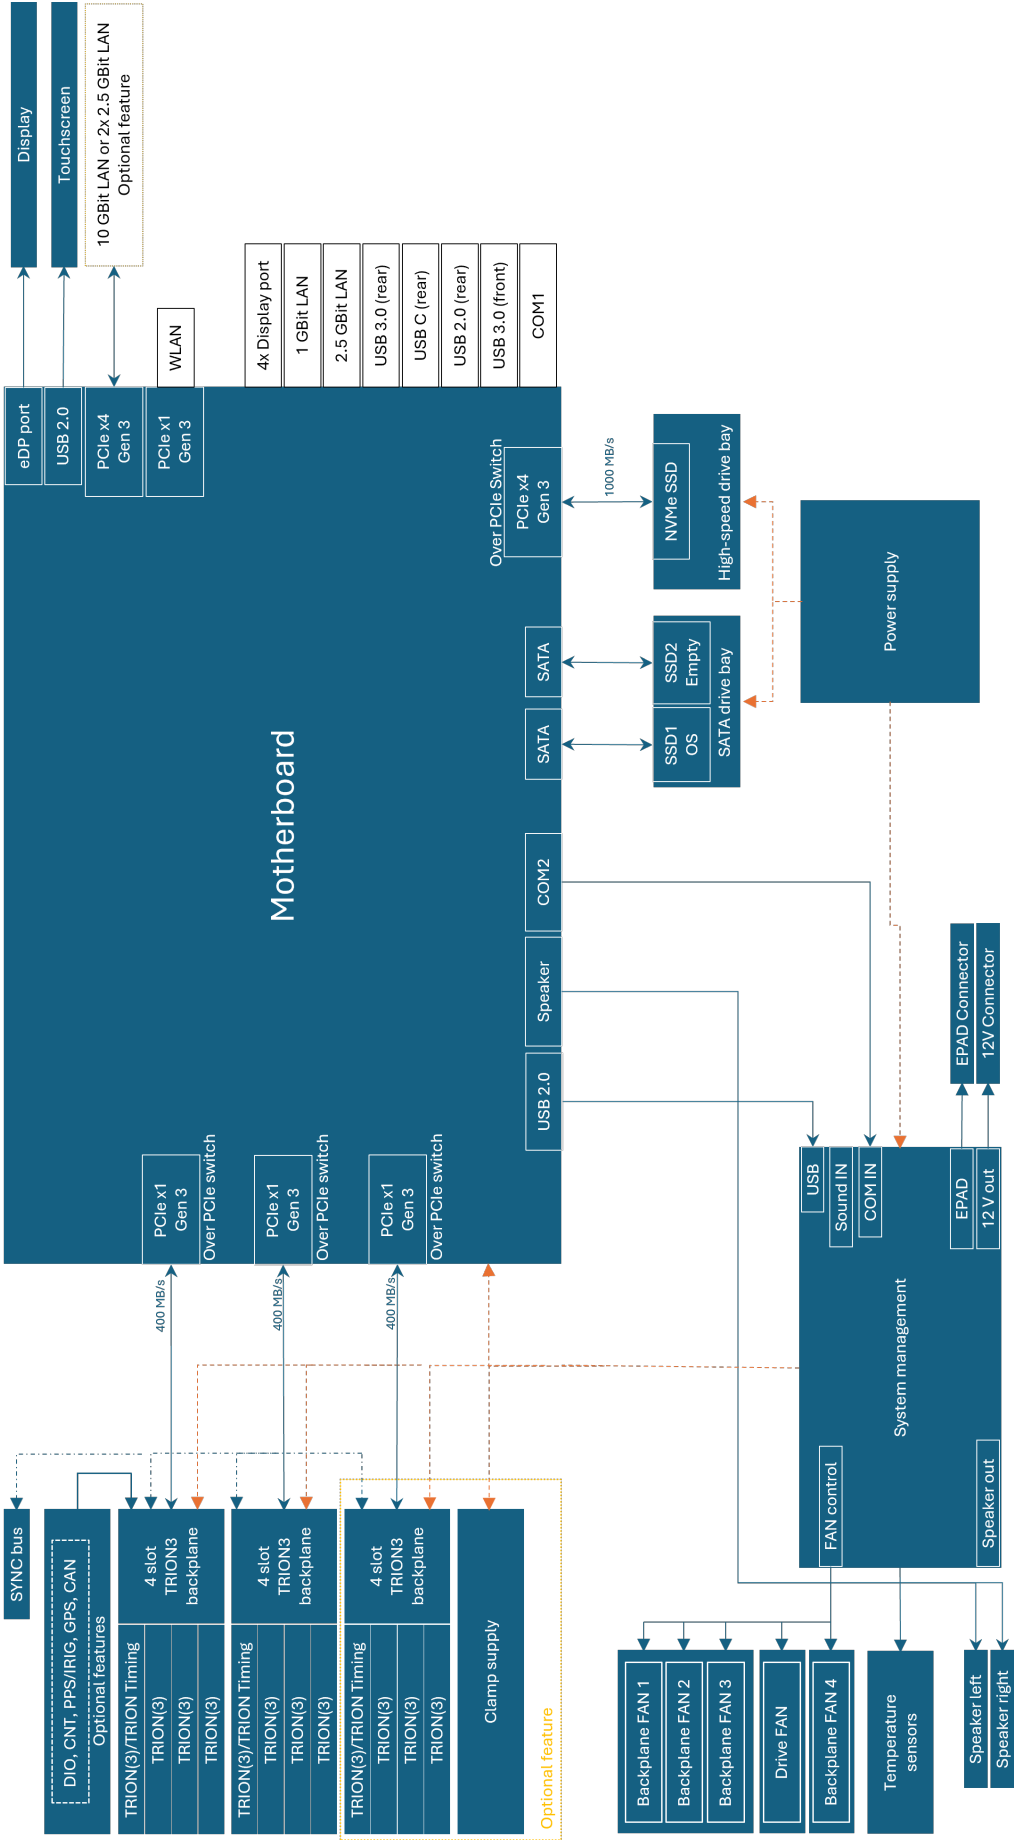 Display
Touchscreen
10 GBit LAN or 2x 2.5 GBit LAN
Optional feature
WLAN
4x Display port
1 GBit LAN
2.5 GBit LAN
USB 3.0 (rear)
USB C (rear)
USB 2.0 (rear)
USB 3.0 (front)
COM1
eDP port
USB 2.0
PCIe x4
Gen 3
PCIe x1
Gen 3
Over PCIe Switch
PCIe x4
Gen 3
1000 MB/s
NVMe SSD
High-speed drive bay
SATA
SSD2
Empty
SATA
SSD1
OS
SATA drive bay
Power supply
Motherboard
COM2
Speaker
USB 2.0
PCIe x1
Gen 3
Over PCIe switch
PCIe x1
Gen 3
Over PCIe switch
PCIe x1
Gen 3
Over PCIe switch
400 MB/s
400 MB/s
400 MB/s
EPAD Connector
12V Connector
USB
Sound IN
COM IN
EPAD
12 V out
System management
FAN control
Speaker out
SYNC bus
DIO, CNT, PPS/IRIG, GPS, CAN
Optional features
4 slot
TRION3
backplane
TRION(3)/TRION Timing
TRION(3)
TRION(3)
TRION(3)
4 slot
TRION3
backplane
TRION(3)/TRION Timing
TRION(3)
TRION(3)
TRION(3)
4 slot
TRION3
backplane
TRION(3)/TRION Timing
TRION(3)
TRION(3)
TRION(3)
Clamp supply
Optional feature
Backplane FAN 1
Backplane FAN 2
Backplane FAN 3
Drive FAN
Backplane FAN 4
Temperature
sensors
Speaker left
Speaker right